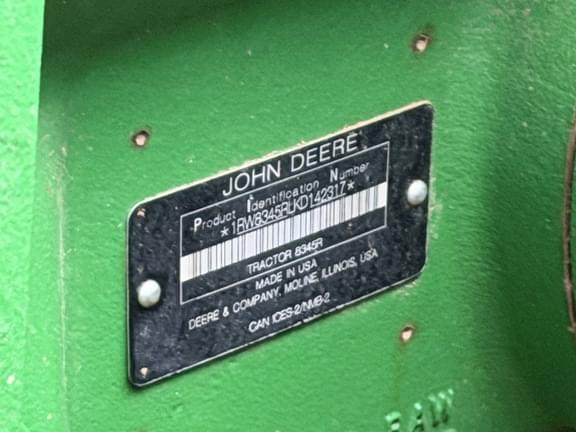 JOHN DEERE
Product Identification Number
*1RW8345RLKD142317*
TRACTOR 8345R
MADE IN USA
DEERE & COMPANY, MOLINE, ILLINOIS, USA
CAN ICES-2/NMB-2
RAW